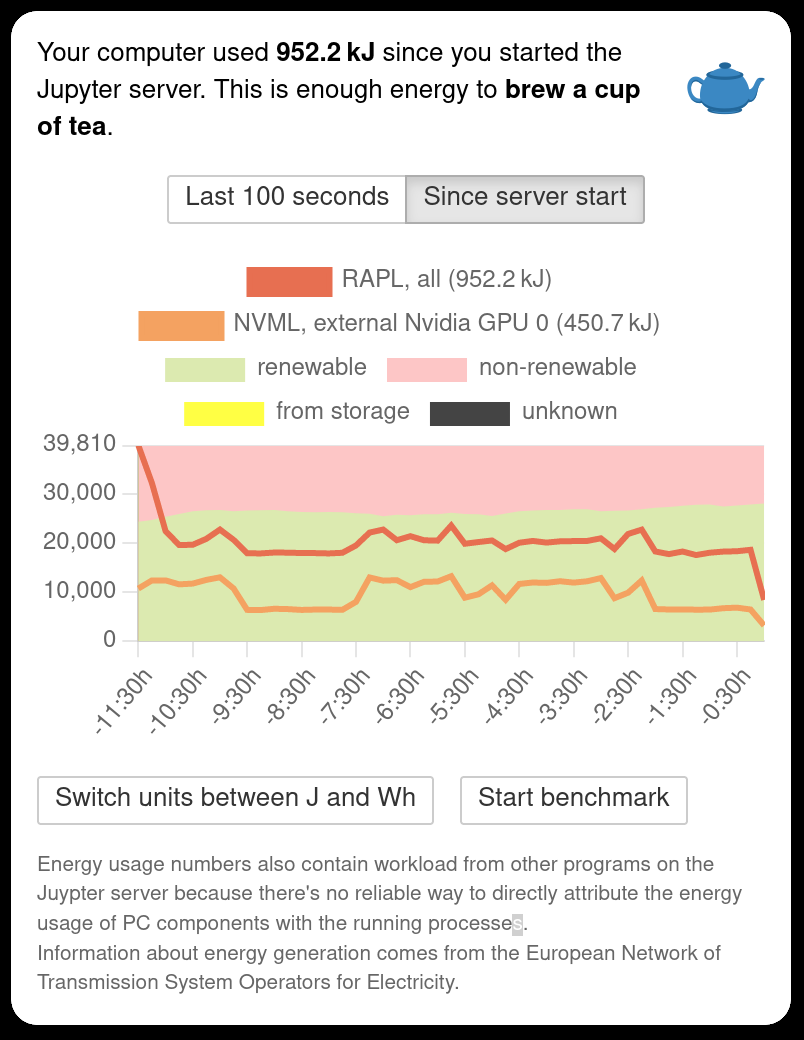 Your computer used 952.2 kJ since you started the
Jupyter server. This is enough energy to brew a cup
of tea.
Last 100 seconds
Since server start
RAPL, all (952.2 kJ)
NVML, external Nvidia GPU 0 (450.7 kJ)
renewable
non-renewable
from storage
unknown
39,810
30,000
20,000
10,000
0
-11:30h
-10:30h
-9:30h
-8:30h
-7:30h
-6:30h
-5:30h
-4:30h
-3:30h
-2:30h
-1:30h
-0:30h
Switch units between J and Wh
Start benchmark
Energy usage numbers also contain workload from other programs on the
Juypter server because there's no reliable way to directly attribute the energy
usage of PC components with the running processes.
Information about energy generation comes from the European Network of
Transmission System Operators for Electricity.